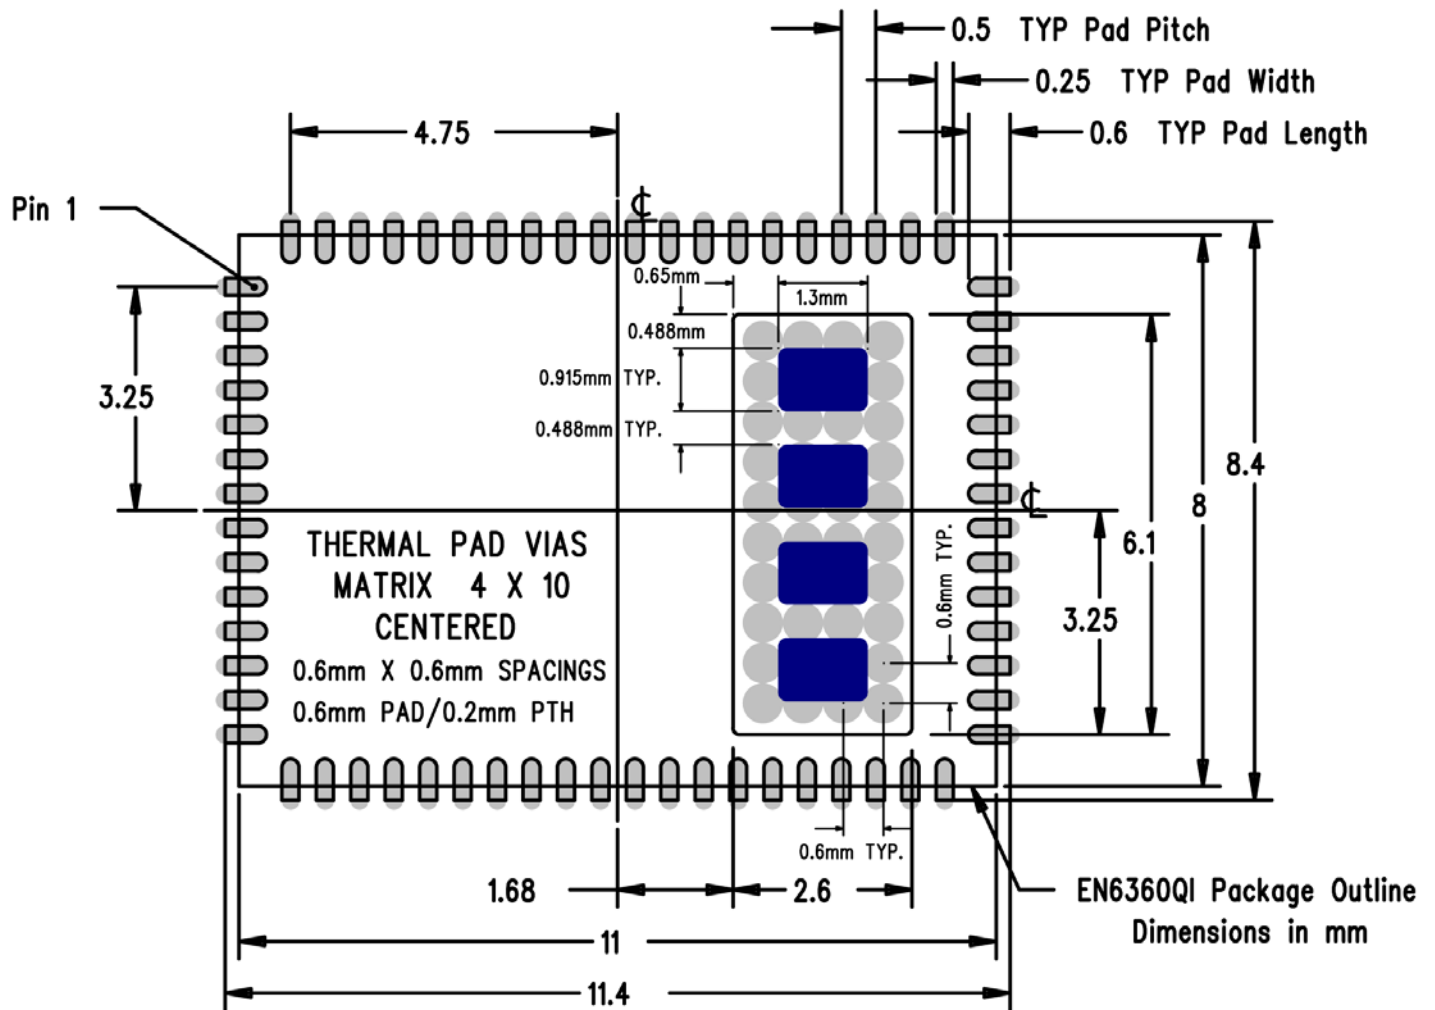 0.5 TYP Pad Pitch
0.25 TYP Pad Width
4.75
0.6 TYP Pad Length
Pin 1
℄
0.65mm
1.3mm
0.488mm
0.915mm TYP.
3.25
0.488mm TYP.
8.4
℄
8
6.1
0.6mm TYP.
THERMAL PAD VIAS
MATRIX 4 X 10
CENTERED
3.25
0.6mm X 0.6mm SPACINGS
0.6mm PAD/0.2mm PTH
0.6mm TYP.
1.68
2.6
EN6360QI Package Outline
Dimensions in mm
11
11.4